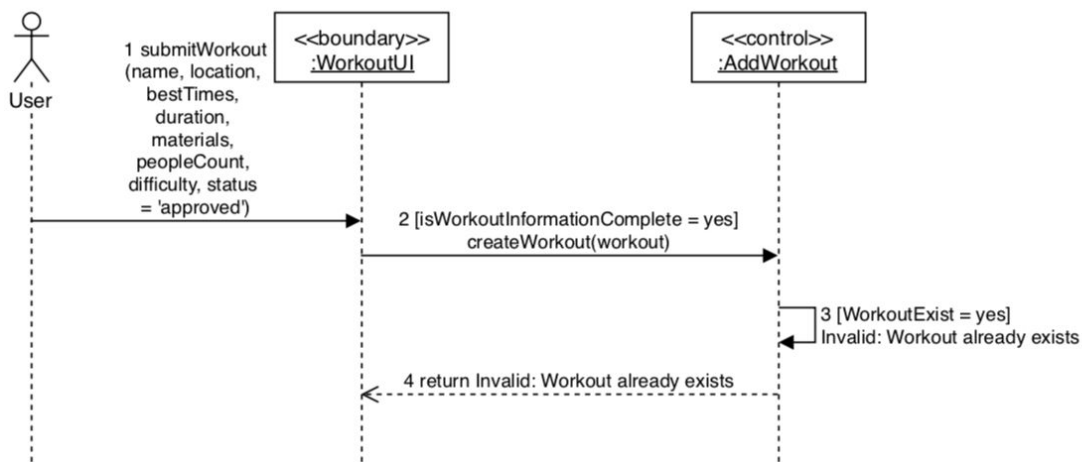 <<boundary>>
:WorkoutUI
<<control>>
:AddWorkout
User
1 submitWorkout
(name, location,
bestTimes,
duration,
materials,
peopleCount,
difficulty, status
= 'approved')
2 [isWorkoutInformationComplete = yes]
createWorkout(workout)
3 [WorkoutExist = yes]
Invalid: Workout already exists
4 return Invalid: Workout already exists